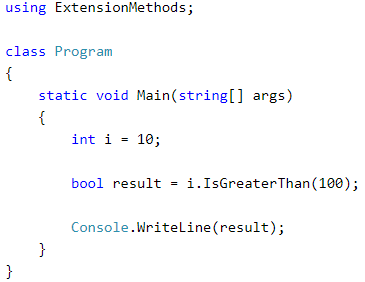 using ExtensionMethods;
class Program
{
static void Main(string[] args)
{
int i = 10;
bool result = i.IsGreaterThan(100);
Console.WriteLine(result);
}
}